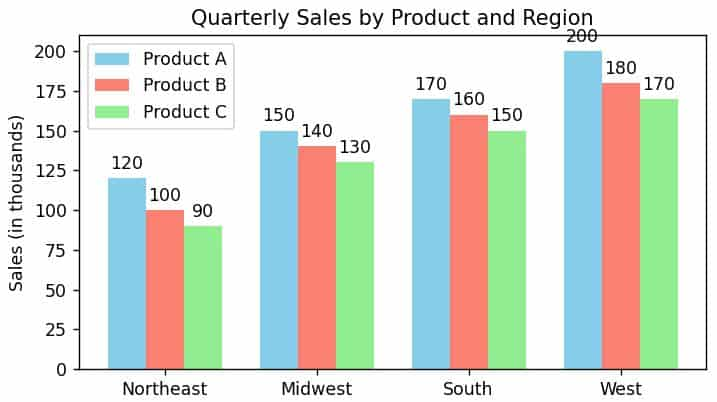 Quarterly Sales by Product and Region
Sales (in thousands)
200
175
150
125
100
75
50
25
0
Product A
Product B
Product C
120
100
90
150
140
130
170
160
150
200
180
170
Northeast
Midwest
South
West